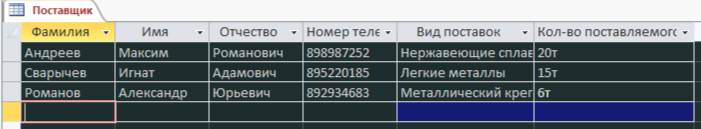 Поставщик
Фамилия Имя Отчество Номер теле Вид поставок Кол-во поставляемого
Андреев Максим Романович 898987252 Нержавеющие сплав 20т
Сварычев Игнат Адамович 895220185 Легкие металлы 15т
Романов Александр Юрьевич 892934683 Металлический креп 6т